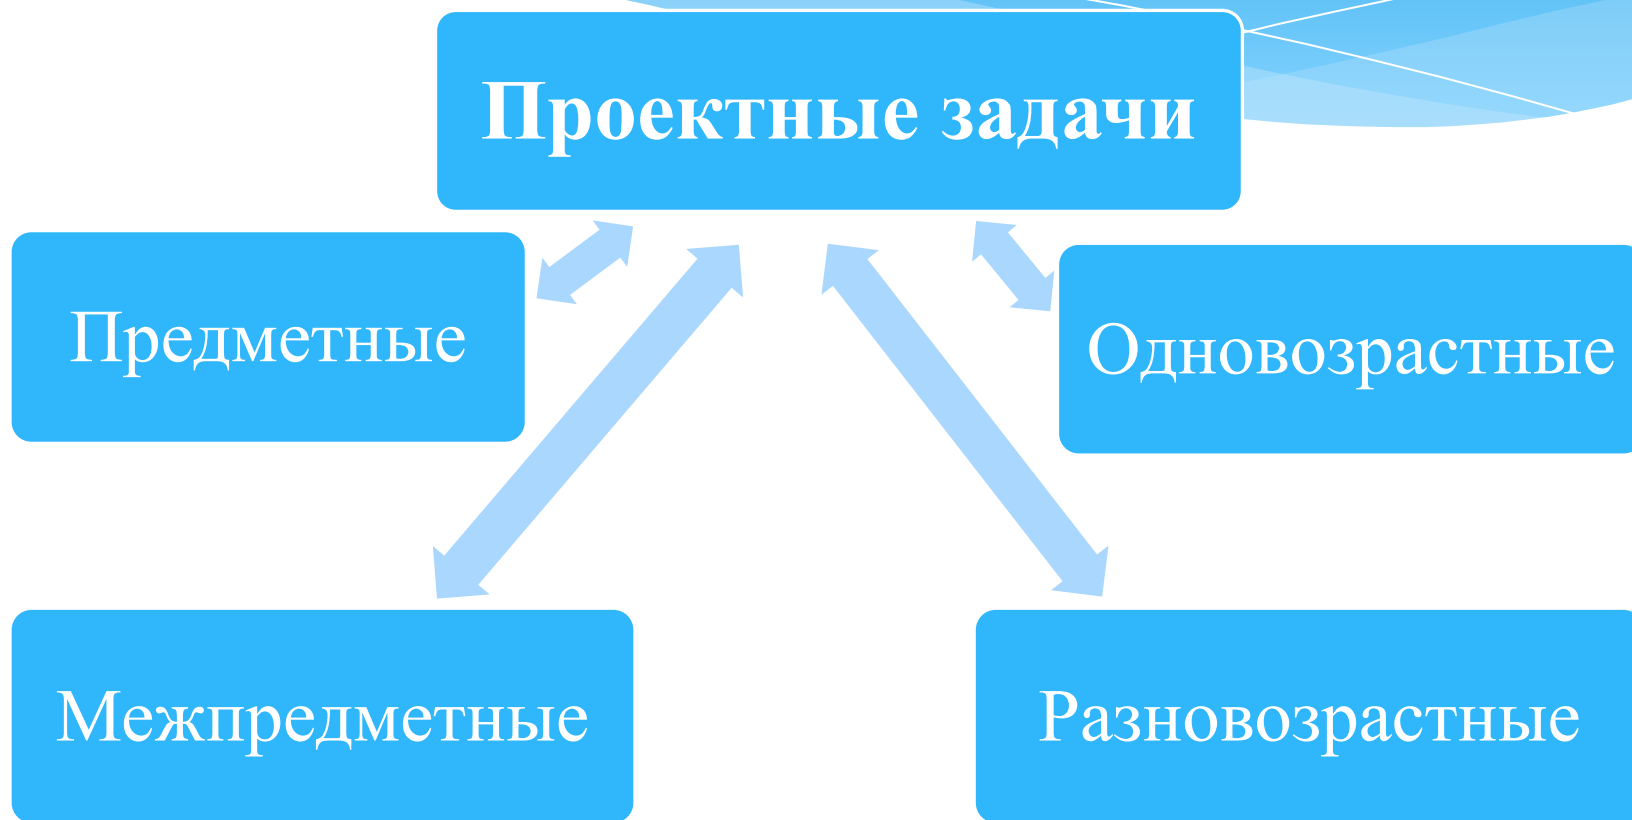 Проектные задачи
Предметные
Одновозрастные
Межпредметные
Разновозрастные